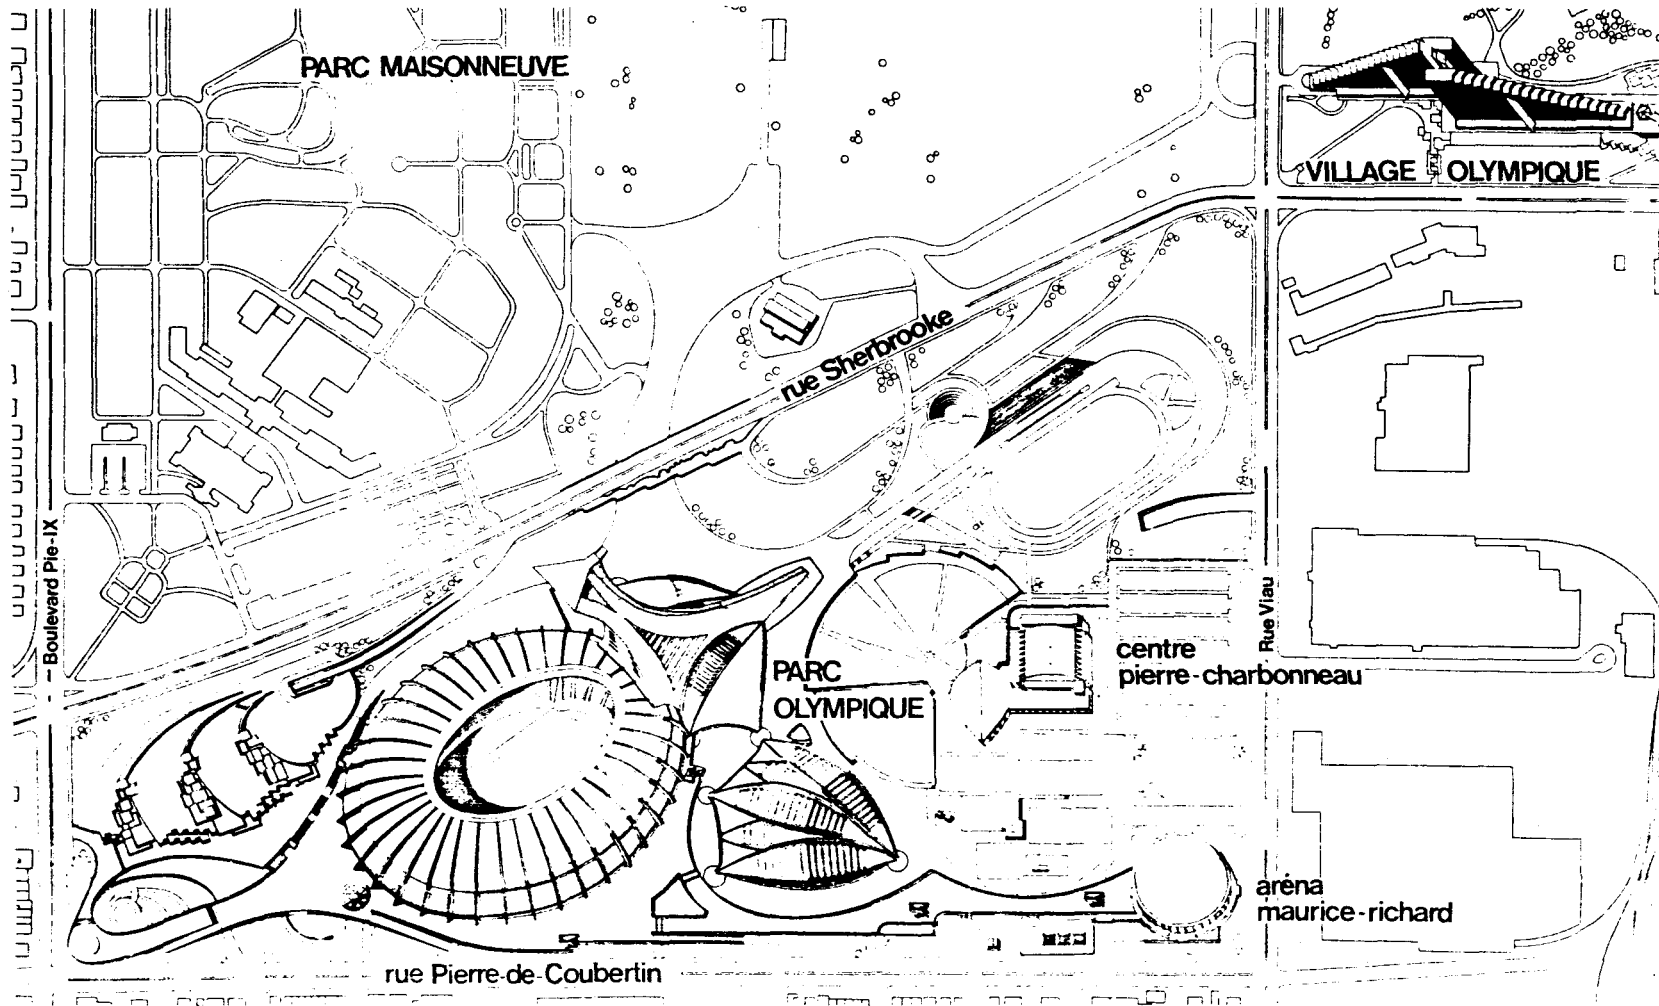 PARC MAISONNEUVE
VILLAGE OLYMPIQUE
rue Sherbrooke
Boulevard Pie-IX
Rue Viau
centre
pierre-charbonneau
PARC
OLYMPIQUE
aréna
maurice-richard
rue Pierre-de-Coubertin